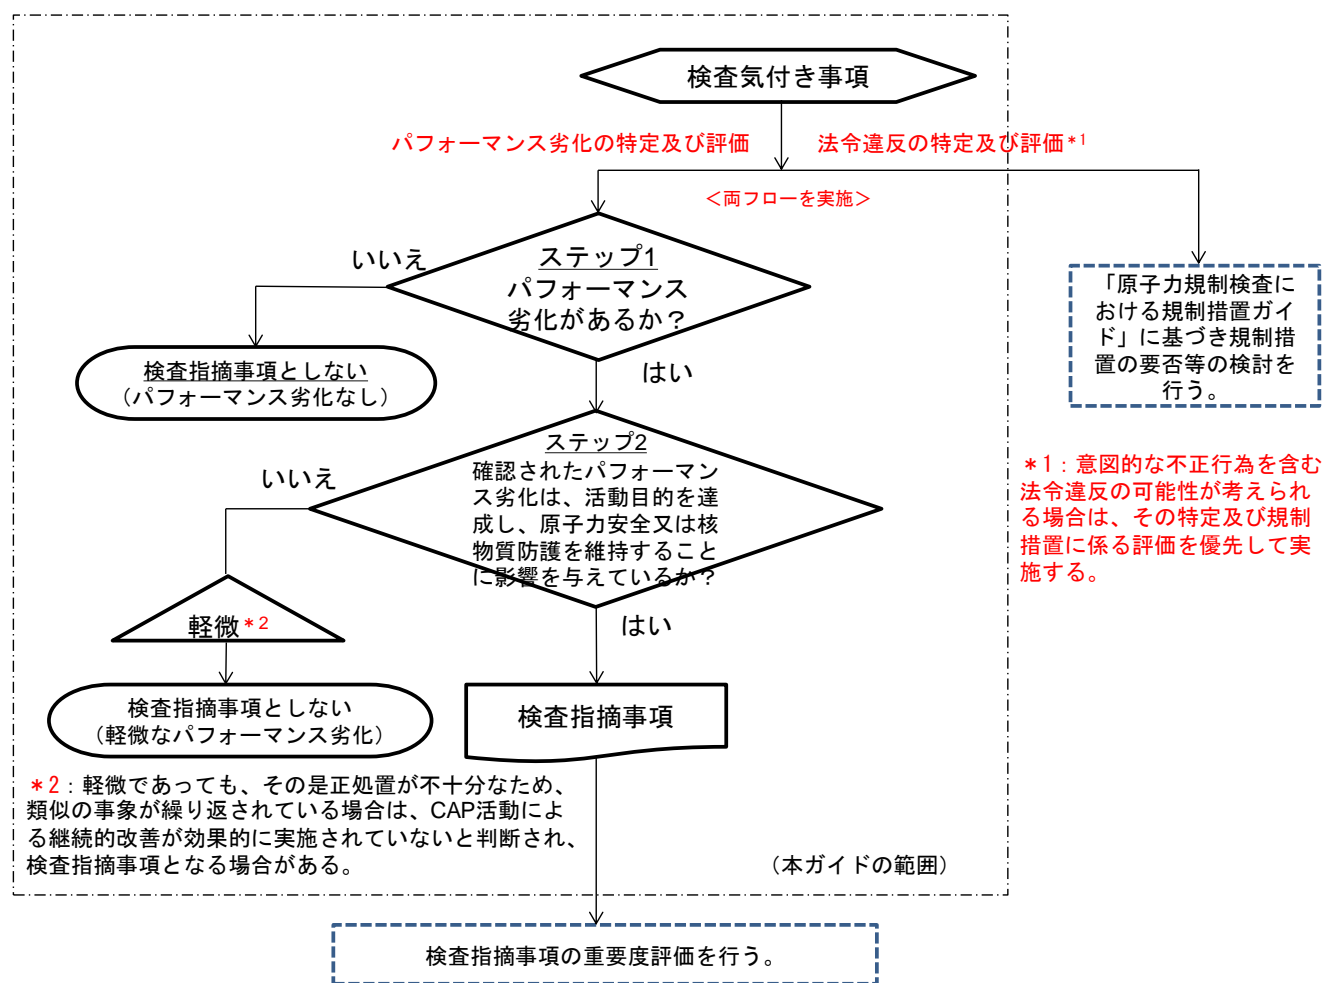 検査気付き事項
パフォーマンス劣化の特定及び評価
法令違反の特定及び評価*1
＜両フローを実施＞
ステップ1
パフォーマンス
劣化があるか？
いいえ
はい
検査指摘事項としない
（パフォーマンス劣化なし）
「原子力規制検査に
おける規制措置ガイ
ド」に基づき規制措
置の要否等の検討を
行う。
＊1：意図的な不正行為を含む
法令違反の可能性が考えられ
る場合は、その特定及び規制
措置に係る評価を優先して実
施する。
ステップ2
確認されたパフォーマン
ス劣化は、活動目的を達
成し、原子力安全又は核
物質防護を維持すること
に影響を与えているか？
いいえ
はい
軽微＊2
検査指摘事項としない
（軽微なパフォーマンス劣化）
検査指摘事項
＊2：軽微であっても、その是正処置が不十分なため、
類似の事象が繰り返されている場合は、CAP活動によ
る継続的改善が効果的に実施されていないと判断され、
検査指摘事項となる場合がある。
（本ガイドの範囲）
検査指摘事項の重要度評価を行う。